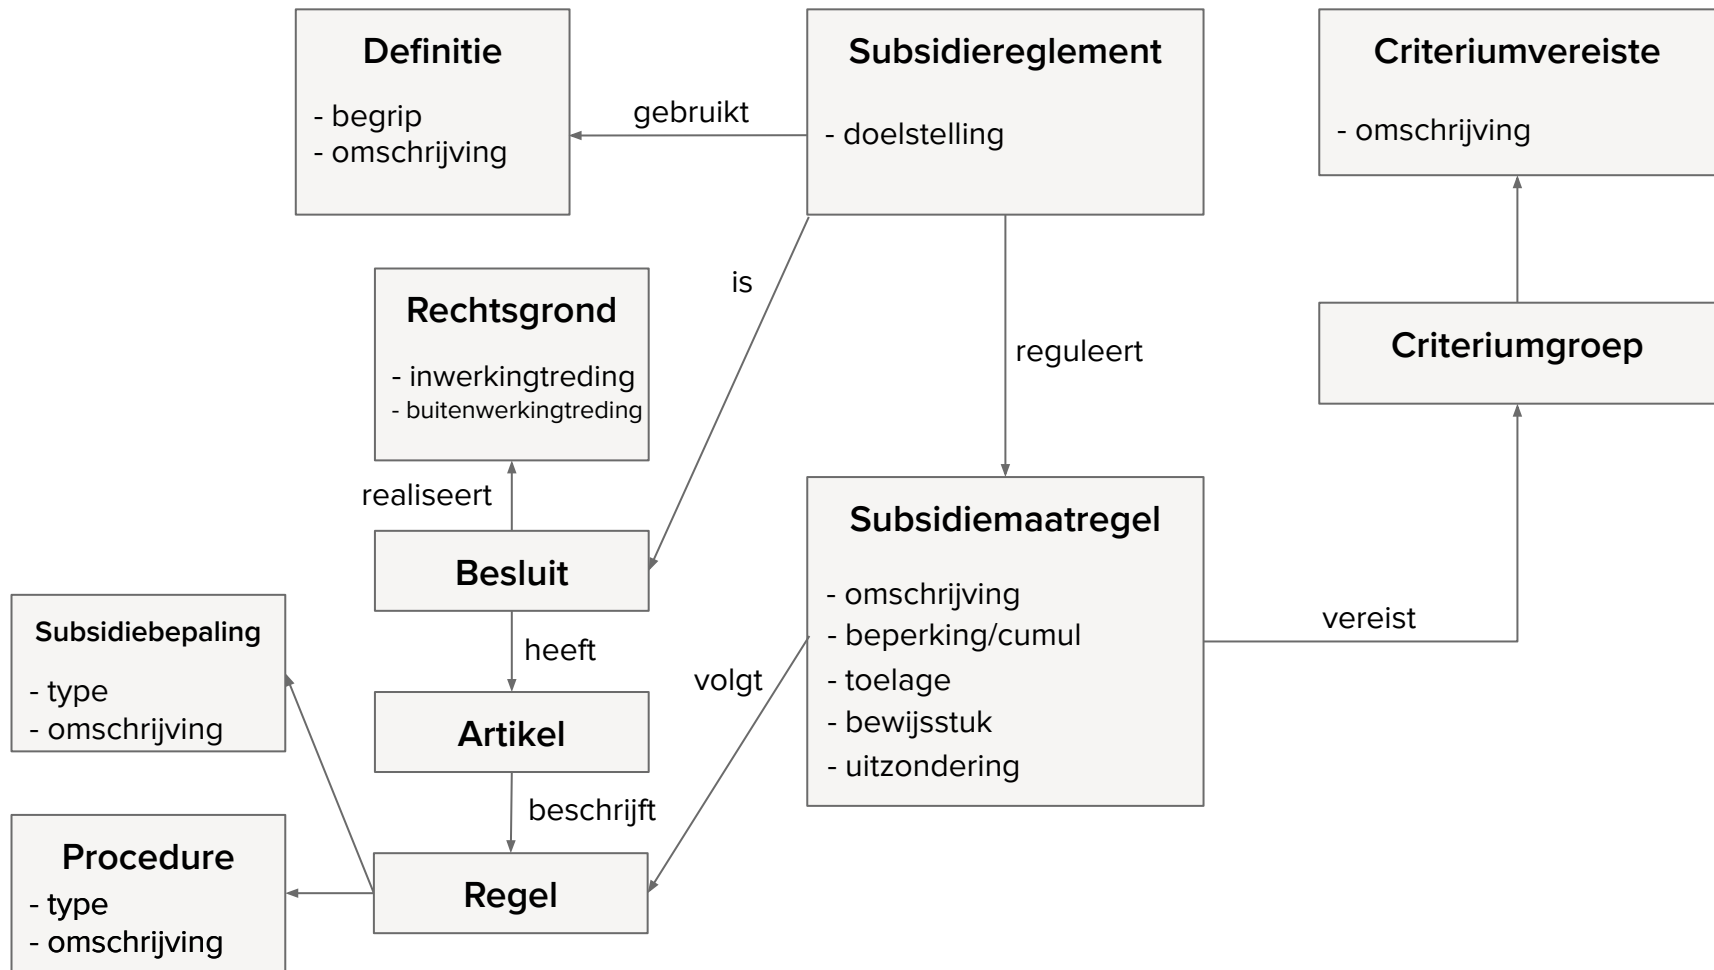 Definitie
- begrip
- omschrijving
gebruikt
Subsidiereglement
- doelstelling
Criteriumvereiste
- omschrijving
is
Rechtsgrond
- inwerkingtreding
- buitenwerkingtreding
reguleert
Criteriumgroep
realiseert
Besluit
Subsidiemaatregel
- omschrijving
- beperking/cumul
- toelage
- bewijsstuk
- uitzondering
vereist
Subsidiebepaling
- type
- omschrijving
heeft
volgt
Artikel
beschrijft
Procedure
- type
- omschrijving
Regel